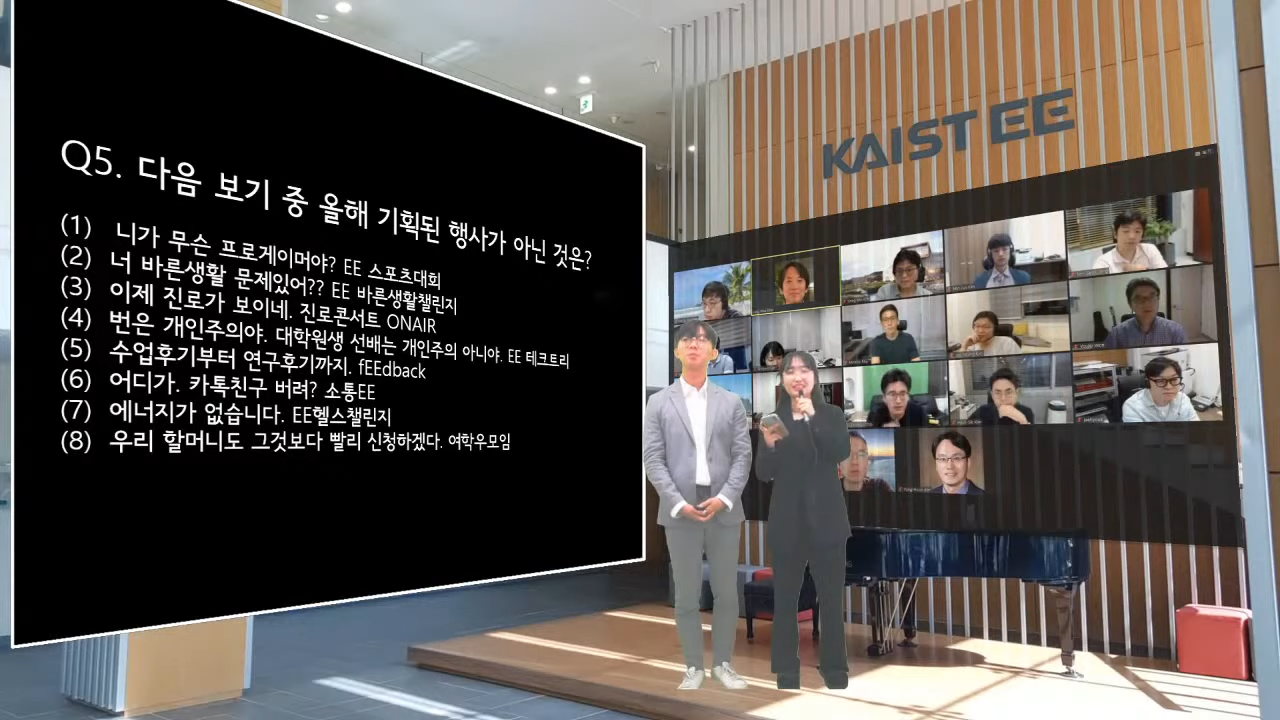 Q5. 다음 보기 중 올해 기획된 행사가 아닌 것은?
(1) 니가 무슨 프로게이머야? EE 스포츠대회
(2) 너 바른생활 문제있어?? EE 바른생활챌린지
(3) 이제 진로가 보이네. 진로콘서트 ONAIR
(4) 번은 개인주의야. 대학원생 선배는 개인주의 아니야. EE 테크트리
(5) 수업후기부터 연구후기까지. fEEdback
(6) 어디가. 카톡친구 버려? 소통EE
(7) 에너지가 없습니다. EE헬스챌린지
(8) 우리 할머니도 그것보다 빨리 신청하겠다. 여학우모임
KAIST EE